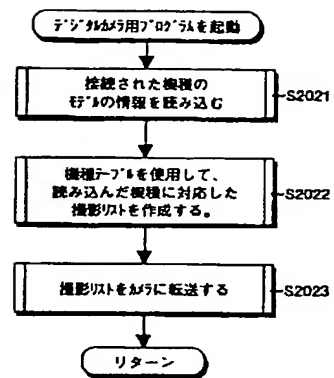 デジタルカメラ用プログラムを起動
接続された機種の
モデルの情報を読み込む
S2021
機種テーブルを使用して、
読み込んだ機種に対応した
撮影リストを作成する。
S2022
撮影リストをカメラに転送する
S2023
リターン